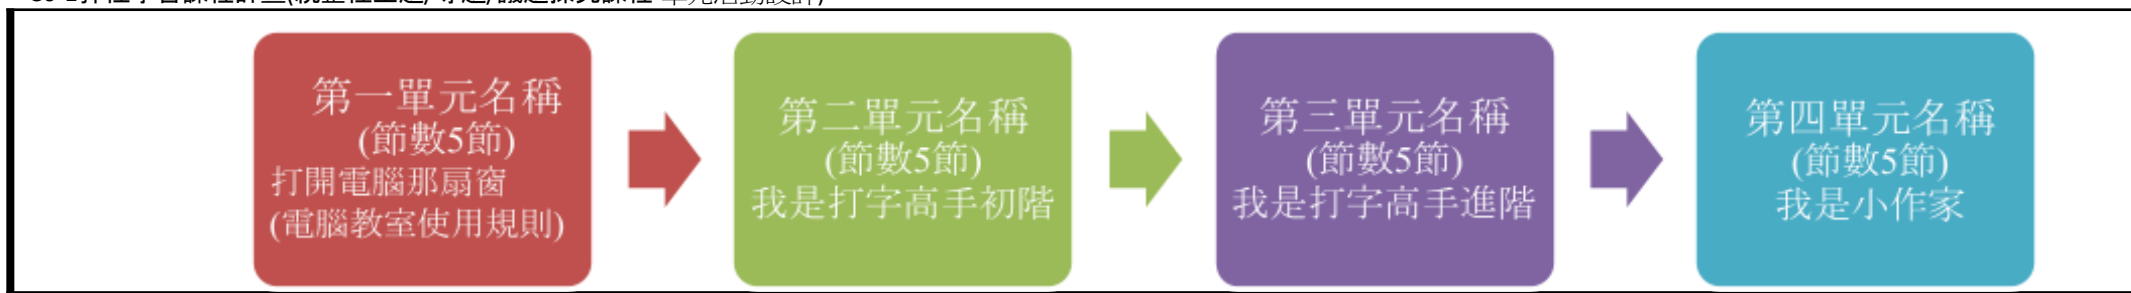 第一單元名稱
(節數5節)
打開電腦那扇窗
(電腦教室使用規則)
第二單元名稱
(節數5節)
我是打字高手初階
第三單元名稱
(節數5節)
我是打字高手進階
第四單元名稱
(節數5節)
我是小作家